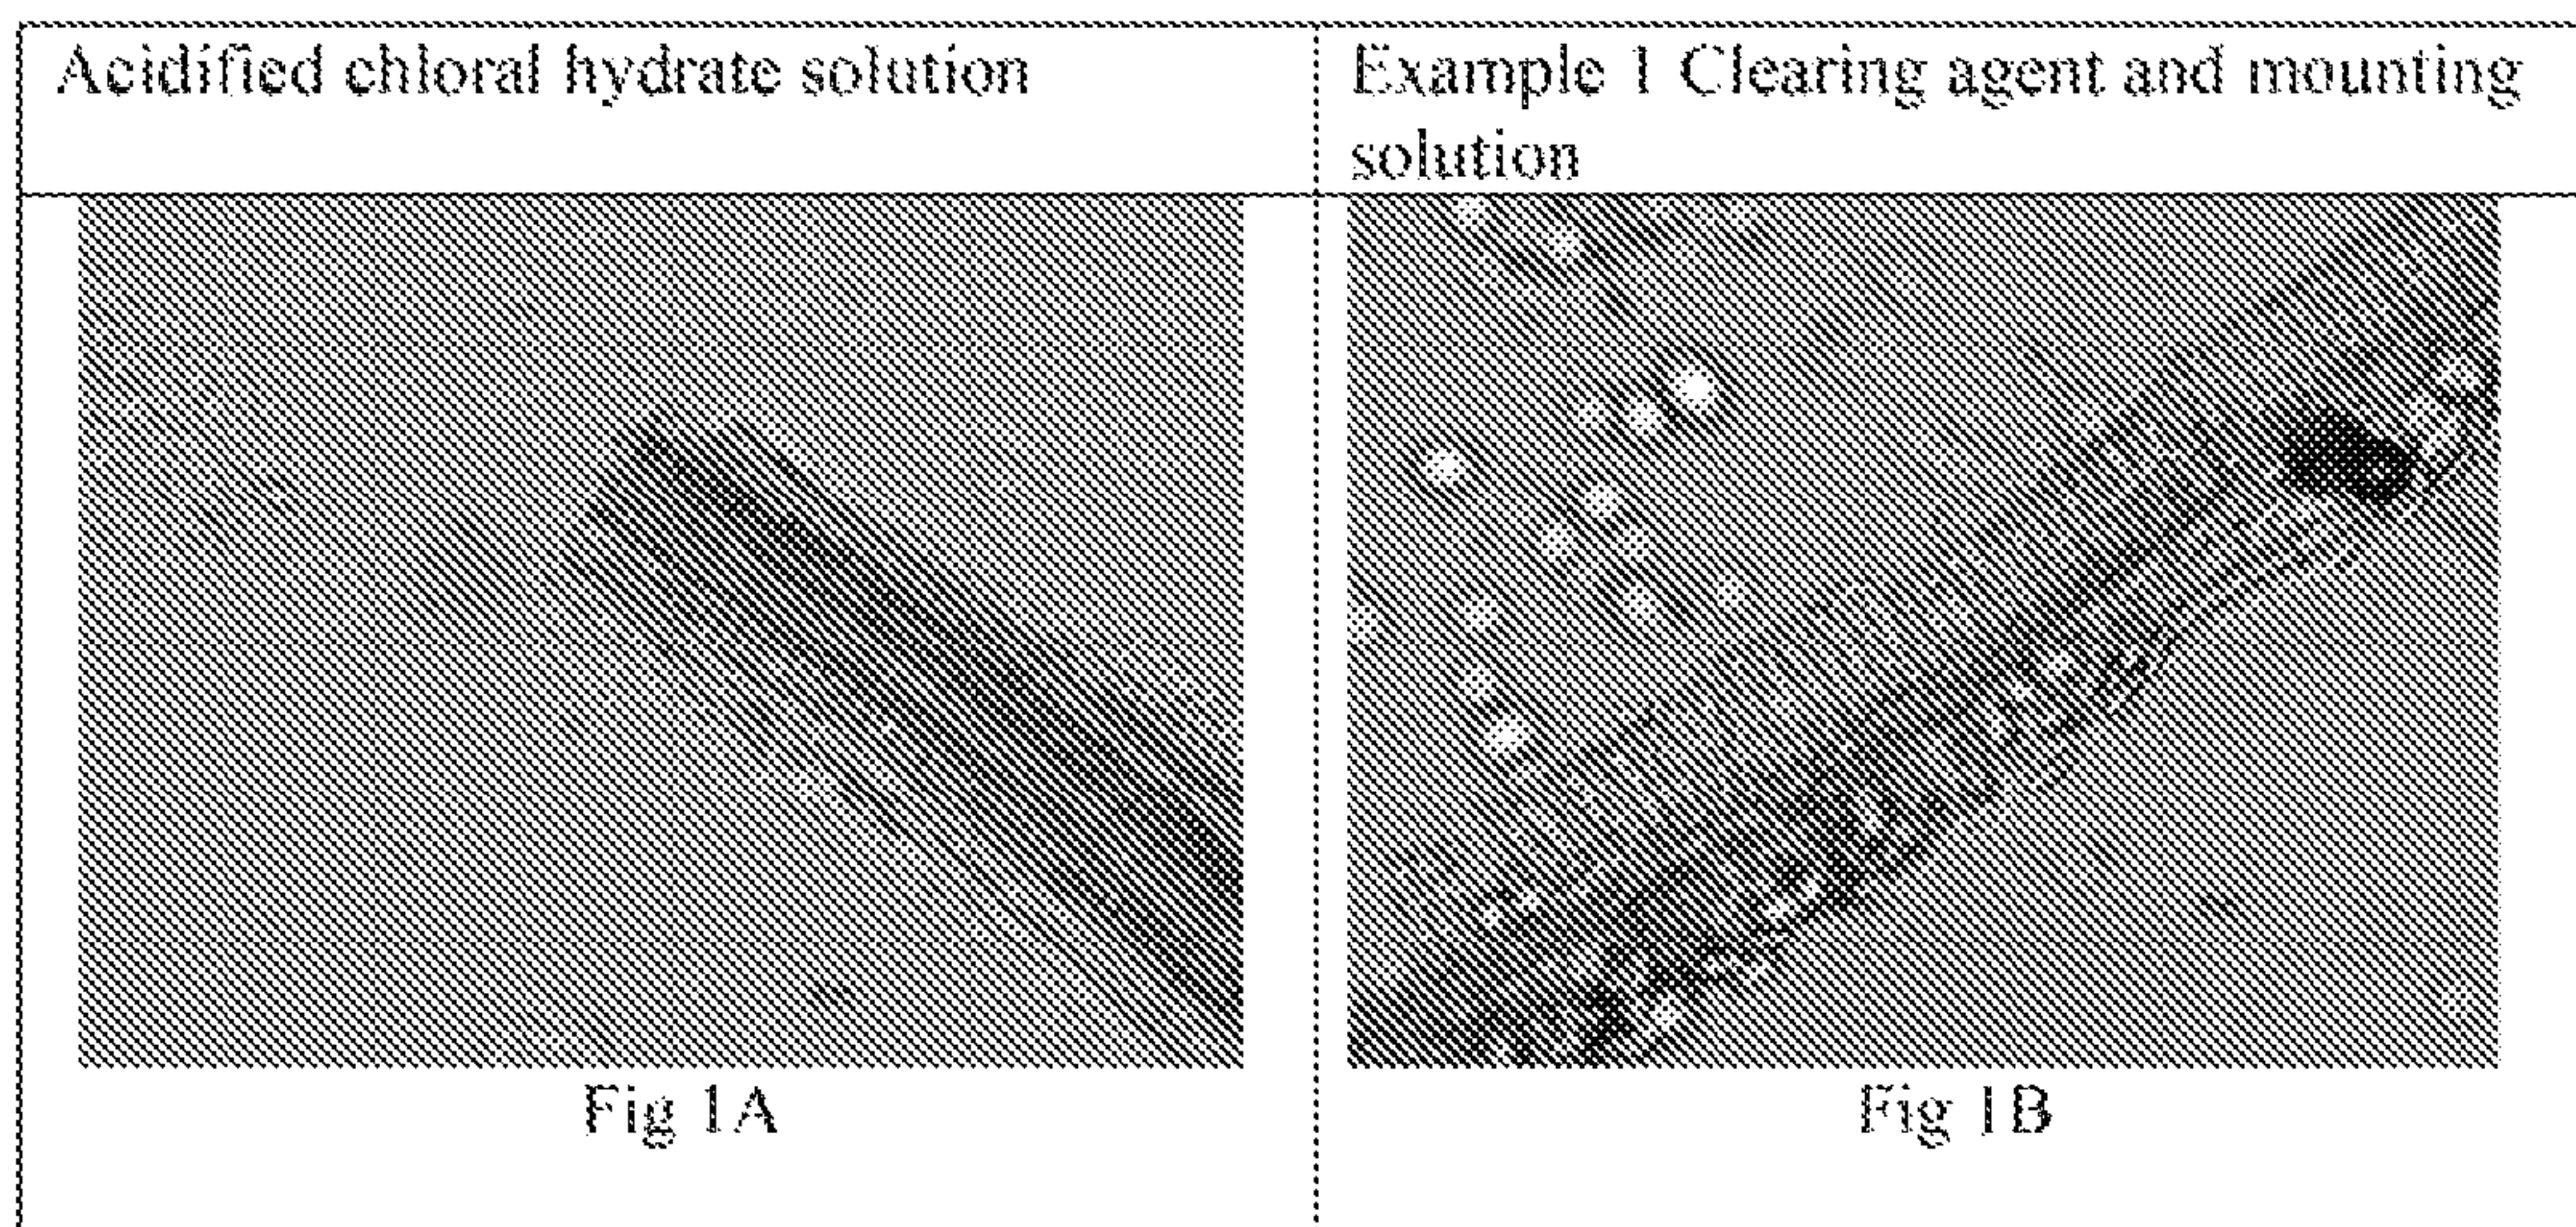 Acidified chloral hydrate solution
Example 1 Clearing agent and mounting
solution
Fig 1A
Fig 1B